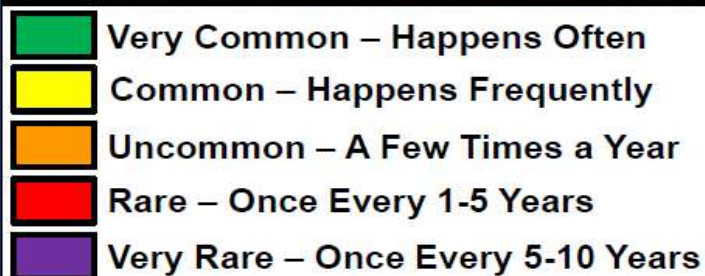 Very Common – Happens Often
Common – Happens Frequently
Uncommon – A Few Times a Year
Rare – Once Every 1-5 Years
Very Rare – Once Every 5-10 Years